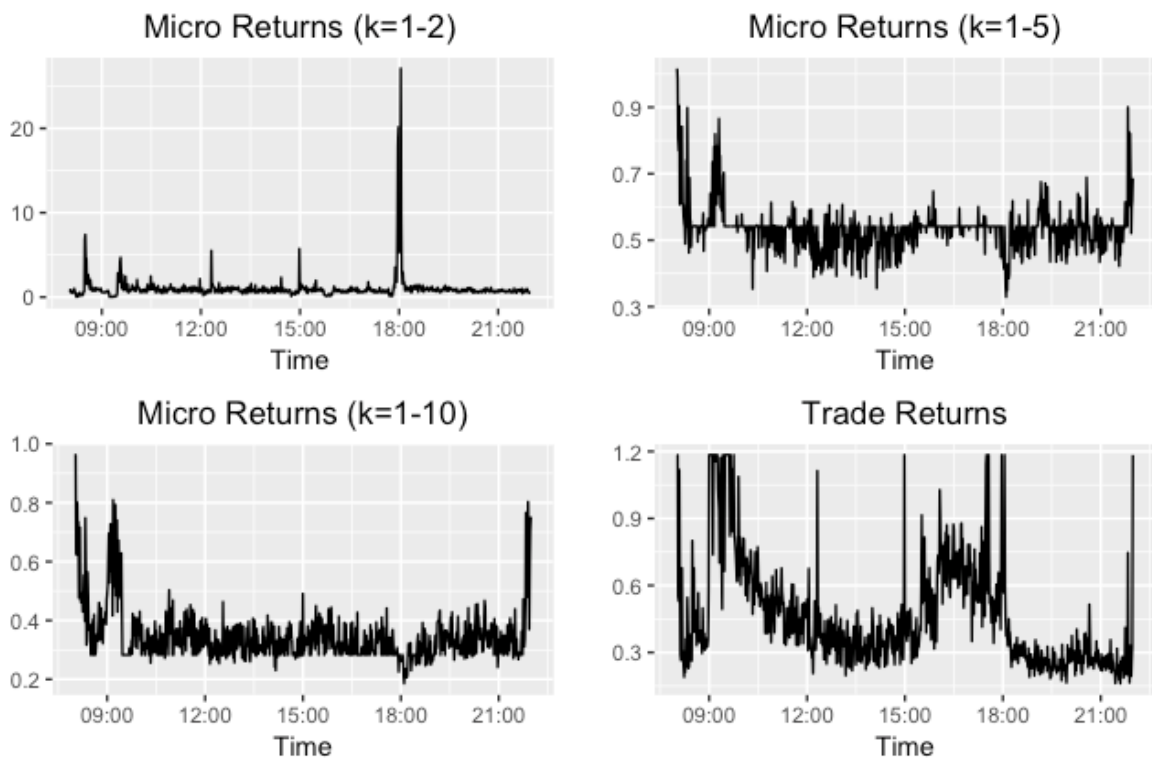 Micro Returns (k=1-2)
20
10
0
09:00 12:00 15:00 18:00 21:00
Time
Micro Returns (k=1-5)
0.9
0.7
0.5
0.3
09:00 12:00 15:00 18:00 21:00
Time
Micro Returns (k=1-10)
1.0
0.8
0.6
0.4
0.2
09:00 12:00 15:00 18:00 21:00
Time
Trade Returns
1.2
0.9
0.6
0.3
09:00 12:00 15:00 18:00 21:00
Time